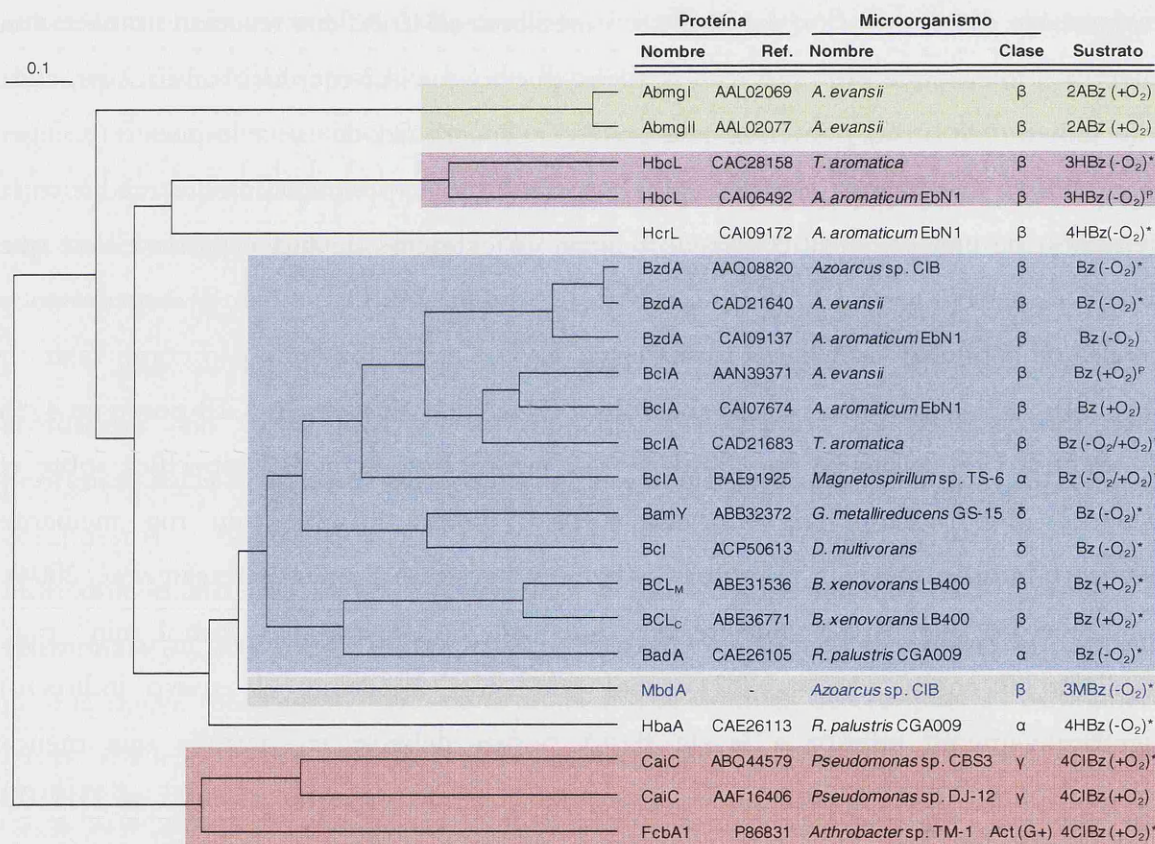 Proteína Microorganismo
Nombre Ref. Nombre Clase Sustrato
0.1
AbmgI AAL02069 A. evansii β 2ABz (+O₂)
AbmgII AAL02077 A. evansii β 2ABz (+O₂)
HbcL CAC28158 T. aromatica β 3HBz (-O₂)*
HbcL CAI06492 A. aromaticum EbN1 β 3HBz (-O₂)ᴾ
HcrL CAI09172 A. aromaticum EbN1 β 4HBz(-O₂)*
BzdA AAQ08820 Azoarcus sp. CIB β Bz (-O₂)*
BzdA CAD21640 A. evansii β Bz (-O₂)*
BzdA CAI09137 A. aromaticum EbN1 β Bz (-O₂)
BclA AAN39371 A. evansii β Bz (+O₂)ᴾ
BclA CAI07674 A. aromaticum EbN1 β Bz (+O₂)
BclA CAD21683 T. aromatica β Bz (-O₂/+O₂)*
BclA BAE91925 Magnetospirillum sp. TS-6 α Bz (-O₂/+O₂)*
BamY ABB32372 G. metallireducens GS-15 δ Bz (-O₂)*
Bcl ACP50613 D. multivorans δ Bz (-O₂)*
BCL_M ABE31536 B. xenovorans LB400 β Bz (+O₂)*
BCL_C ABE36771 B. xenovorans LB400 β Bz (+O₂)*
BadA CAE26105 R. palustris CGA009 α Bz (-O₂)*
MbdA - Azoarcus sp. CIB β 3MBz (-O₂)*
HbaA CAE26113 R. palustris CGA009 4HBz (-O₂)*
CaiC ABQ44579 Pseudomonas sp. CBS3 γ 4ClBz (+O₂)*
CaiC AAF16406 Pseudomonas sp. DJ-12 γ 4ClBz (+O₂)
FcbA1 P86831 Arthrobacter sp. TM-1 Act (G+) 4ClBz (+O₂)*